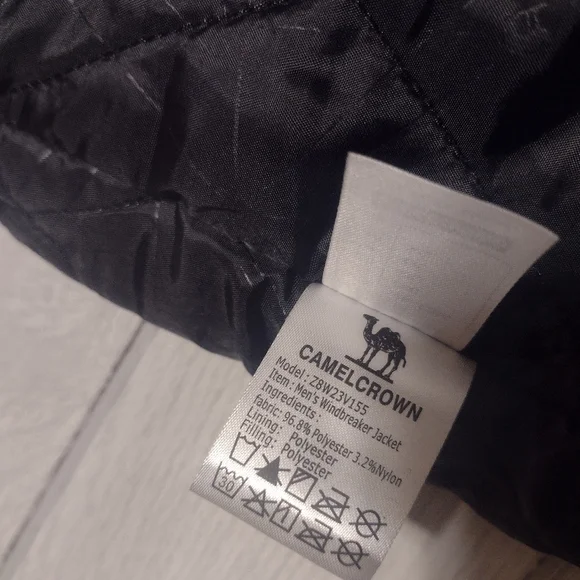 CAMELCROWN
Model: Z8W23V155
Item: Men's Windbreaker Jacket
Ingredients:
fabric: 96.8% Polyester 3.2%Nylon
Lining: Polyester
Filling: Polyester
30